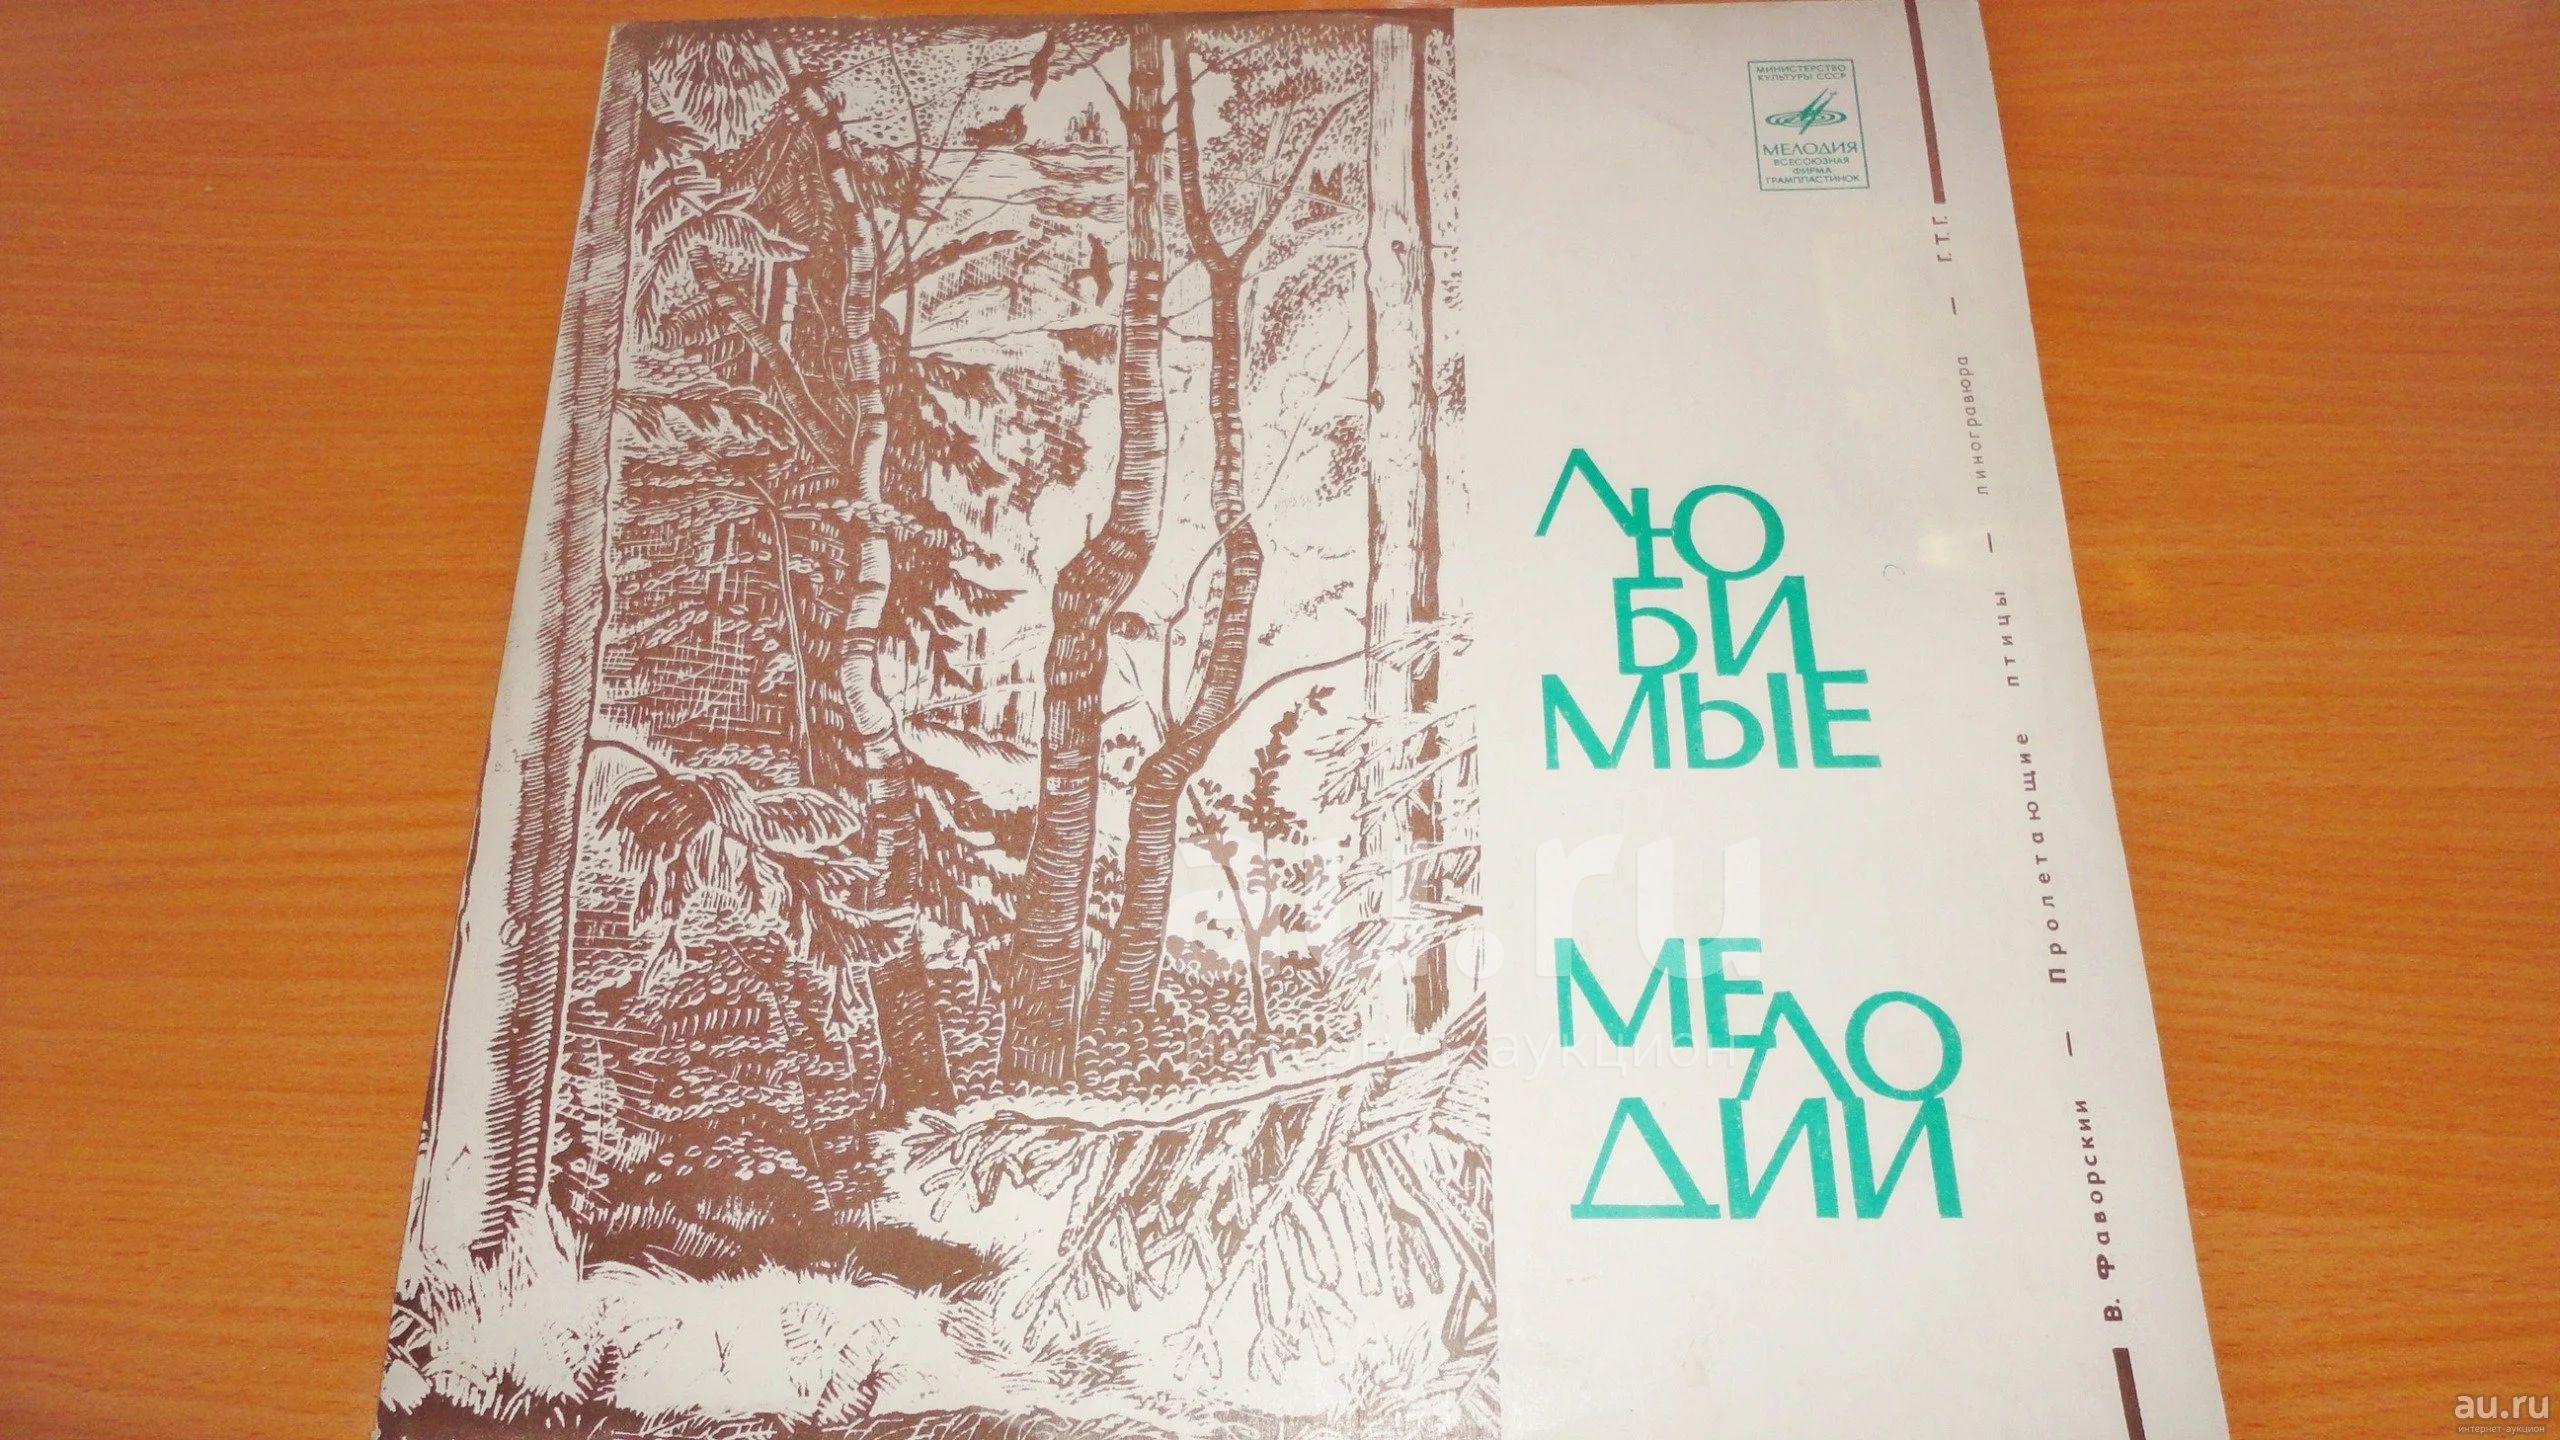 МИНИСТЕРСТВО
КУЛЬТУРЫ СССР
МЕЛОДИЯ
ВСЕСОЮЗНАЯ
ФИРМА
ГРАМПЛАСТИНОК
ЛЮ
БИ
МЫЕ
МЕ
ЛО
ДИИ
В. Фаворский — Пролетающие птицы — линогравюра — Г.Т.Г.
au.ru
интернет-аукцион
au.ru
интернет-аукцион